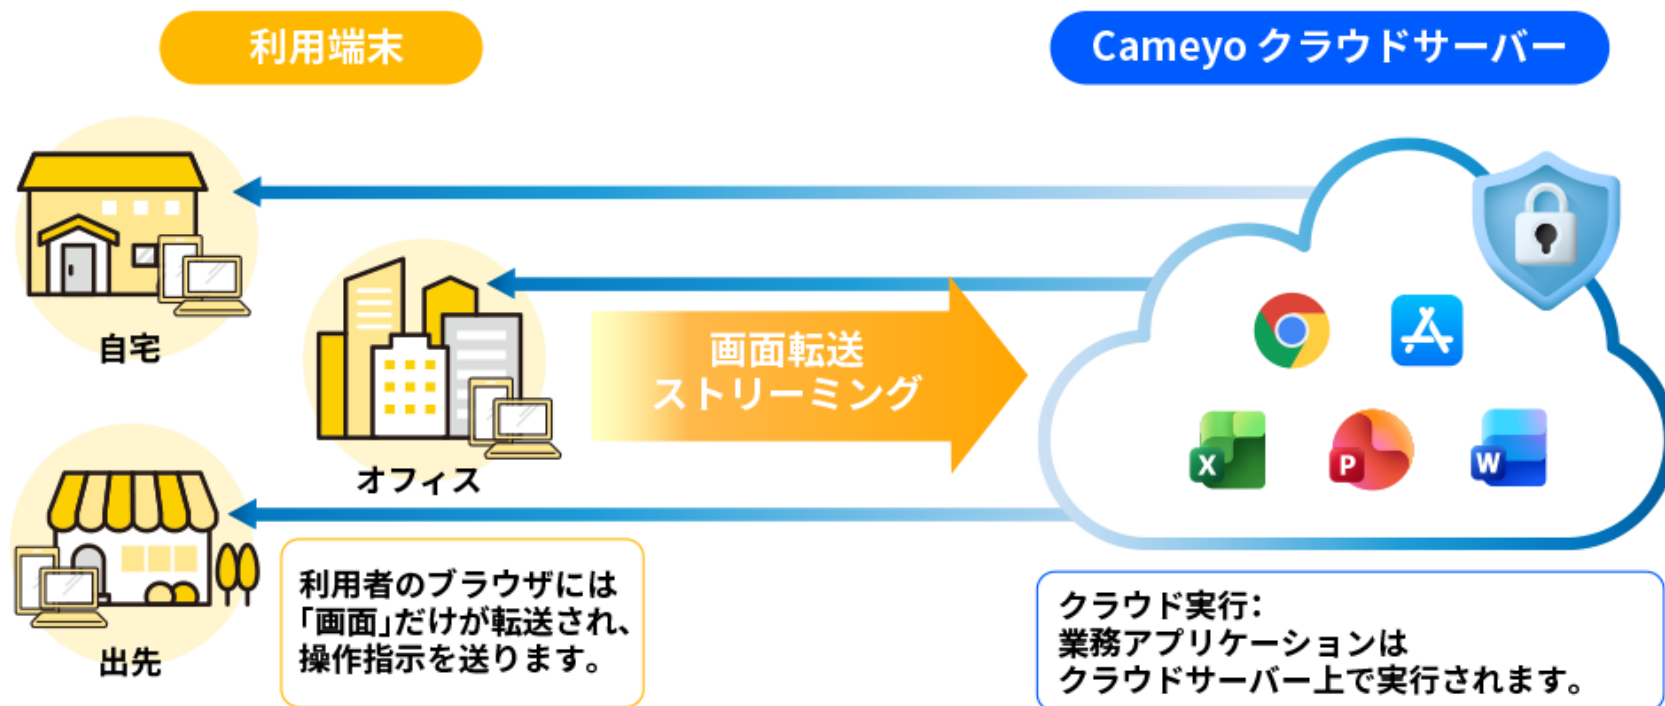 利用端末
Cameyo クラウドサーバー
自宅
オフィス
画面転送
ストリーミング
X
P
W
出先
利用者のブラウザには
「画面」だけが転送され、
操作指示を送ります。
クラウド実行：
業務アプリケーションは
クラウドサーバー上で実行されます。